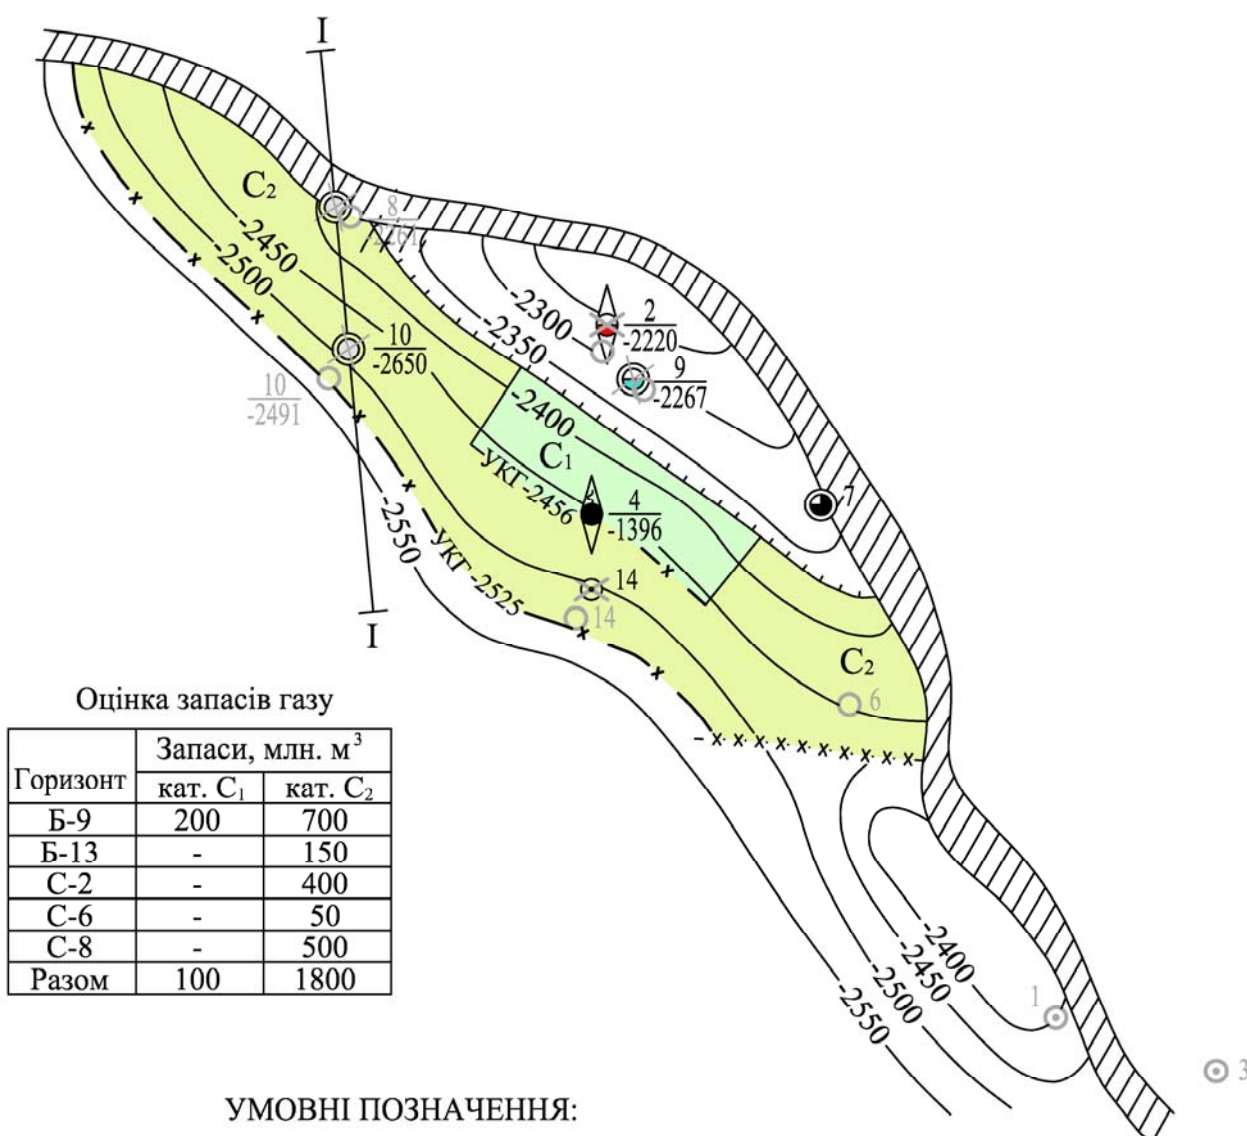 I
C₂
8
-2261
-2450
-2500
-2300
-2350
2
-2220
9
-2267
10
-2650
10
-2491
-2400
C₁
УКГ-2456
4
-1396
7
-2550
УКГ -2525
14
14
I
C₂
6
Оцінка запасів газу
Горизонт Запаси, млн. м³
кат. C₁ кат. C₂
Б-9 200 700
Б-13 - 150
С-2 - 400
С-6 - 50
С-8 - 500
Разом 100 1800
-2400
-2450
-2500
-2550
1
3
УМОВНІ ПОЗНАЧЕННЯ: